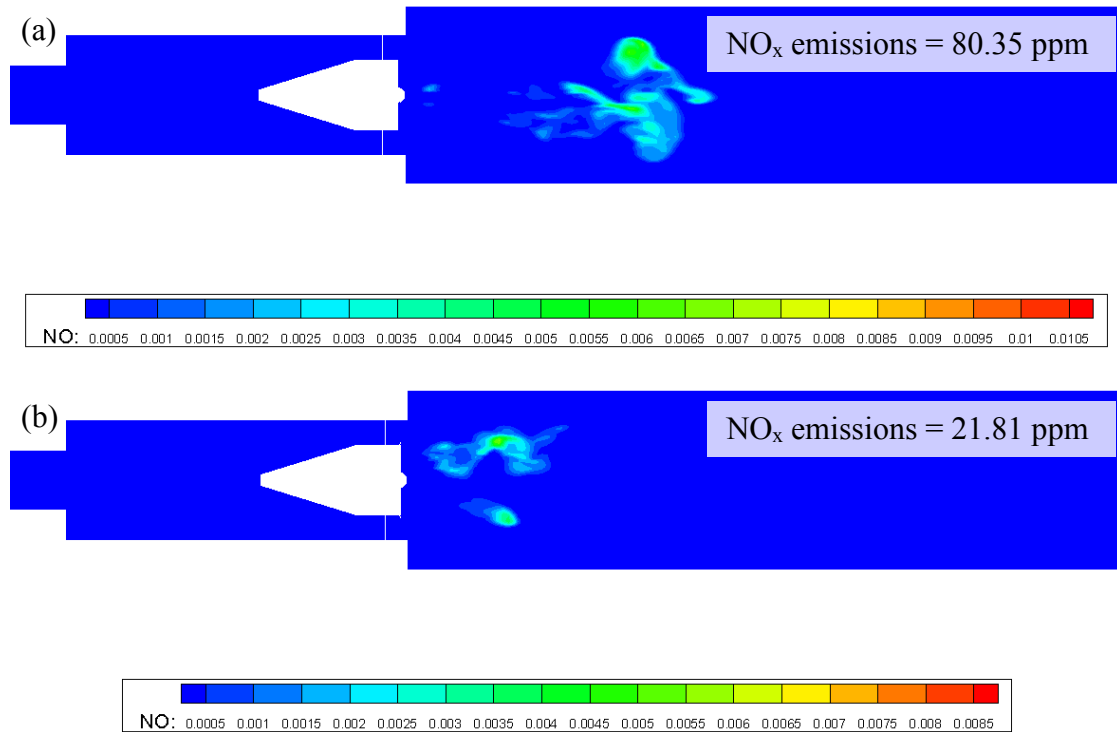 (a)
NOx emissions = 80.35 ppm
NO: 0.0005 0.001 0.0015 0.002 0.0025 0.003 0.0035 0.004 0.0045 0.005 0.0055 0.006 0.0065 0.007 0.0075 0.008 0.0085 0.009 0.0095 0.01 0.0105
(b)
NOx emissions = 21.81 ppm
NO: 0.0005 0.001 0.0015 0.002 0.0025 0.003 0.0035 0.004 0.0045 0.005 0.0055 0.006 0.0065 0.007 0.0075 0.008 0.0085